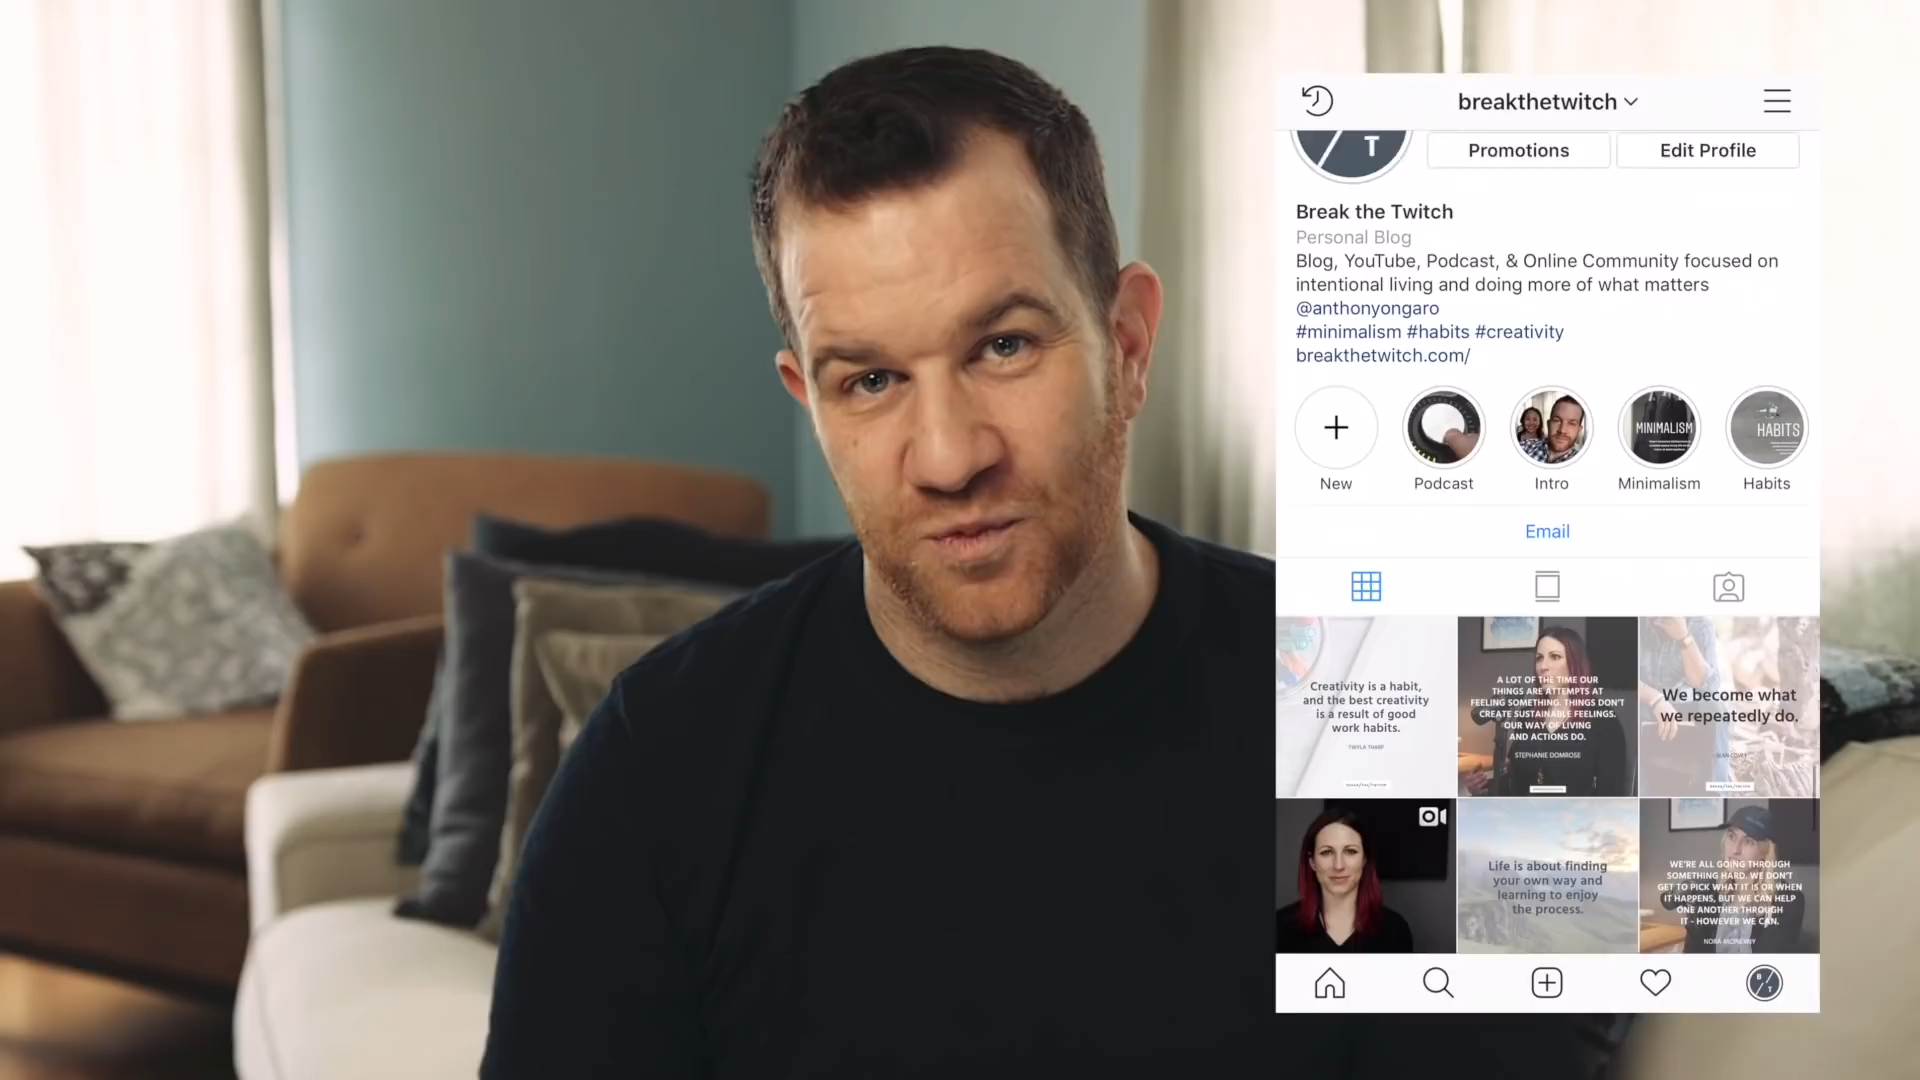 breakthetwitch
T
Promotions
Edit Profile
Break the Twitch
Personal Blog
Blog, YouTube, Podcast, & Online Community focused on
intentional living and doing more of what matters
@anthonyongaro
#minimalism #habits #creativity
breakthetwitch.com/
MINIMALISM
HABITS
New
Podcast
Intro
Minimalism
Habits
Email
Creativity is a habit,
and the best creativity
is a result of good
work habits.
TWYLA THARP
A LOT OF THE TIME OUR
THINGS ARE ATTEMPTS AT
FEELING SOMETHING. THINGS DON'T
CREATE SUSTAINABLE FEELINGS.
OUR WAY OF LIVING
AND ACTIONS DO.
STEPHANIE DOMROSE
We become what
we repeatedly do.
SEAN COVEY
Life is about finding
your own way and
learning to enjoy
the process.
WE'RE ALL GOING THROUGH
SOMETHING HARD. WE DON'T
GET TO PICK WHAT IT IS OR WHEN
IT HAPPENS, BUT WE CAN HELP
ONE ANOTHER THROUGH
IT - HOWEVER WE CAN.
NORA MCINERNY
B
T